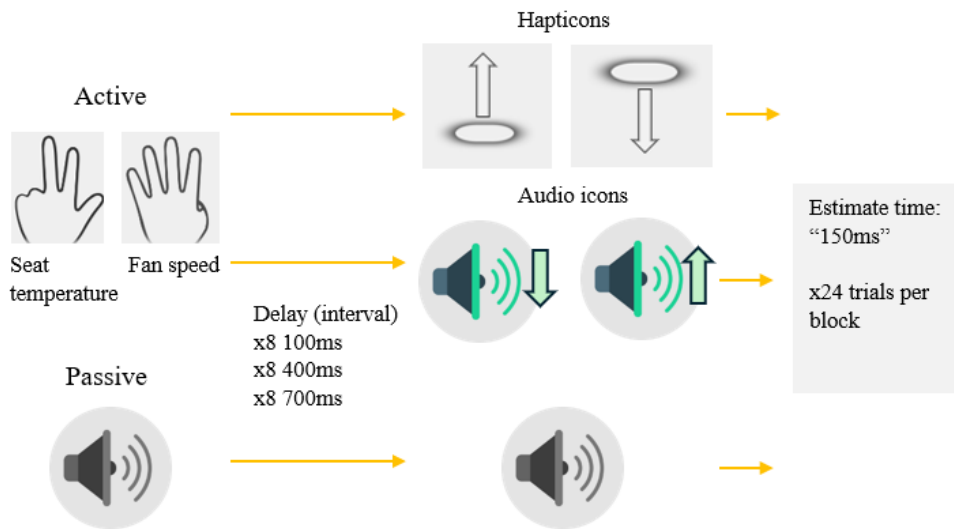 Hapticons
Active
Audio icons
Seat
temperature
Fan speed
Delay (interval)
x8 100ms
x8 400ms
x8 700ms
Passive
Estimate time:
“150ms”
x24 trials per
block